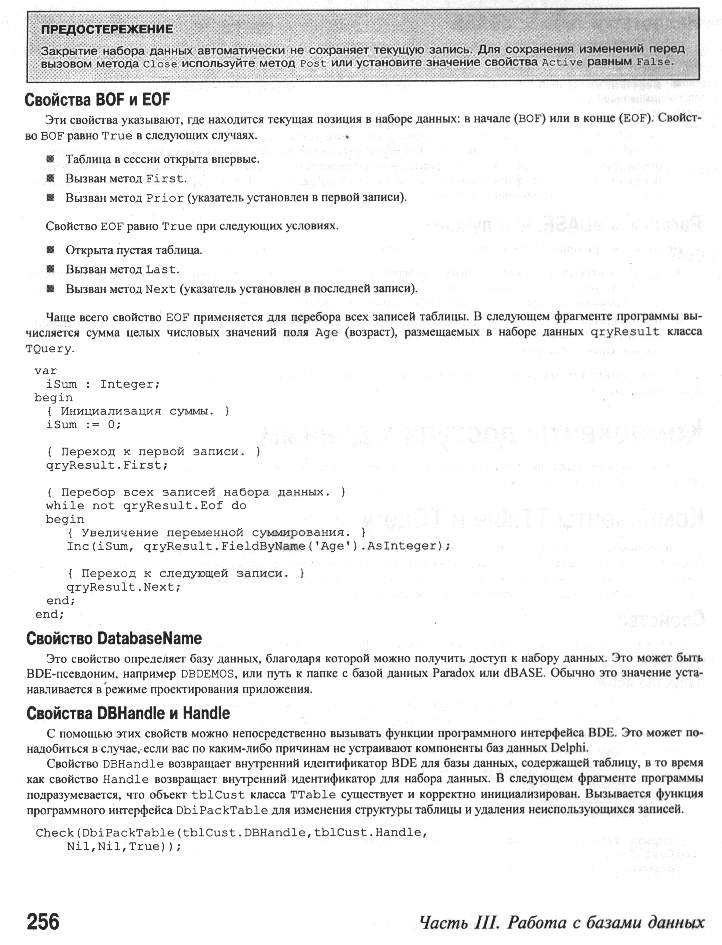 ПРЕДОСТЕРЕЖЕНИЕ
Закрытие набора данных автоматически не сохраняет текущую запись. Для сохранения изменений перед
вызовом метода Close используйте метод Post или установите значение свойства Active равным False.
Свойства BOF и EOF
Эти свойства указывают, где находится текущая позиция в наборе данных: в начале (BOF) или в конце (EOF). Свойст-
во BOF равно True в следующих случаях.
Таблица в сессии открыта впервые.
Вызван метод First.
Вызван метод Prior (указатель установлен в первой записи).
Свойство EOF равно True при следующих условиях.
Открыта пустая таблица.
Вызван метод Last.
Вызван метод Next (указатель установлен в последней записи).
Чаще всего свойство EOF применяется для перебора всех записей таблицы. В следующем фрагменте программы вы-
числяется сумма целых числовых значений поля Age (возраст), размещаемых в наборе данных qryResult класса
TQuery.
var
iSum : Integer;
begin
{ Инициализация суммы. }
iSum := 0;
{ Переход к первой записи. }
qryResult.First;
{ Перебор всех записей набора данных. }
while not qryResult.Eof do
begin
{ Увеличение переменной суммирования. }
Inc(iSum, qryResult.FieldByName('Age').AsInteger);
{ Переход к следующей записи. }
qryResult.Next;
end;
end;
Свойство DatabaseName
Это свойство определяет базу данных, благодаря которой можно получить доступ к набору данных. Это может быть
BDE-псевдоним, например DBDEMOS, или путь к папке с базой данных Paradox или dBASE. Обычно это значение уста-
навливается в режиме проектирования приложения.
Свойства DBHandle и Handle
С помощью этих свойств можно непосредственно вызывать функции программного интерфейса BDE. Это может по-
надобиться в случае, если вас по каким-либо причинам не устраивают компоненты баз данных Delphi.
Свойство DBHandle возвращает внутренний идентификатор BDE для базы данных, содержащей таблицу, в то время
как свойство Handle возвращает внутренний идентификатор для набора данных. В следующем фрагменте программы
подразумевается, что объект tblCust класса TTable существует и корректно инициализирован. Вызывается функция
программного интерфейса DbiPackTable для изменения структуры таблицы и удаления неиспользующихся записей.
Check(DbiPackTable(tblCust.DBHandle,tblCust.Handle,
Nil,Nil,True));
256
Часть III. Работа с базами данных